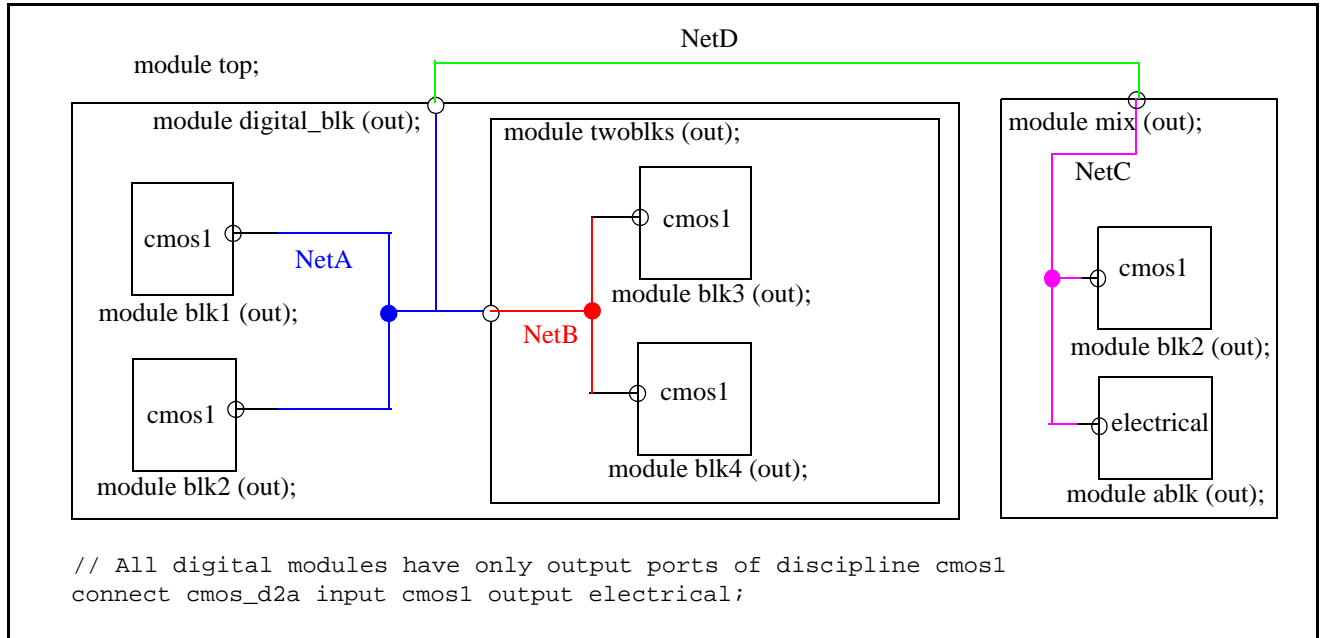 NetD
module top;
module digital_blk (out);
module twoblks (out);
module mix (out);
NetC
cmos1
NetA
module blk1 (out);
cmos1
module blk2 (out);
NetB
cmos1
module blk3 (out);
cmos1
module blk4 (out);
cmos1
module blk2 (out);
electrical
module ablk (out);
// All digital modules have only output ports of discipline cmos1
connect cmos_d2a input cmos1 output electrical;